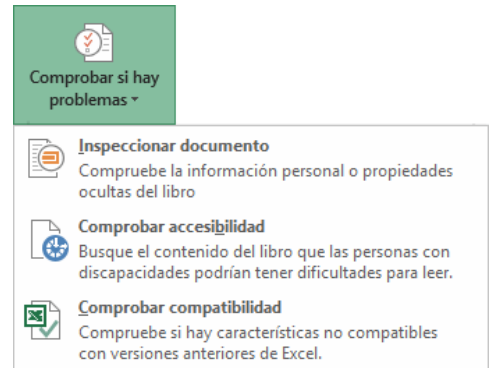 Comprobar si hay
problemas
Inspeccionar documento
Compruebe la información personal o propiedades
ocultas del libro
Comprobar accesibilidad
Busque el contenido del libro que las personas con
discapacidades podrían tener dificultades para leer.
Comprobar compatibilidad
Compruebe si hay características no compatibles
con versiones anteriores de Excel.